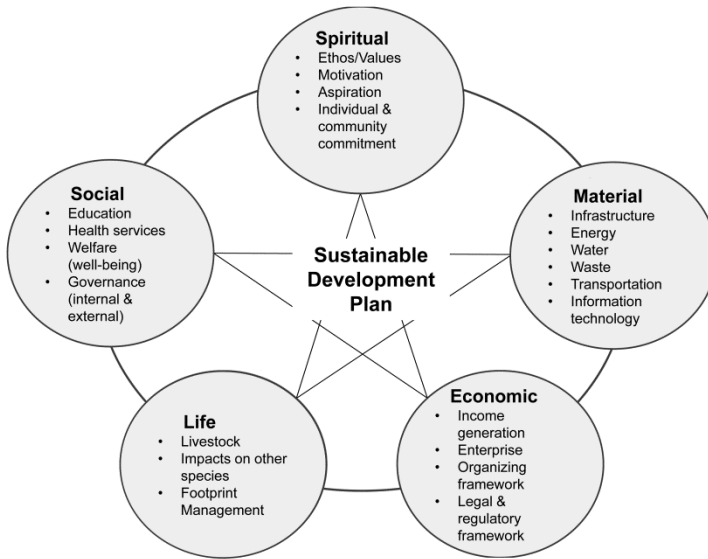 Spiritual
• Ethos/Values
• Motivation
• Aspiration
• Individual &
community
commitment
Social
• Education
• Health services
• Welfare
(well-being)
• Governance
(internal &
external)
Material
• Infrastructure
• Energy
• Water
• Waste
• Transportation
• Information
technology
Sustainable
Development
Plan
Life
• Livestock
• Impacts on other
species
• Footprint
Management
Economic
• Income
generation
• Enterprise
• Organizing
framework
• Legal &
regulatory
framework